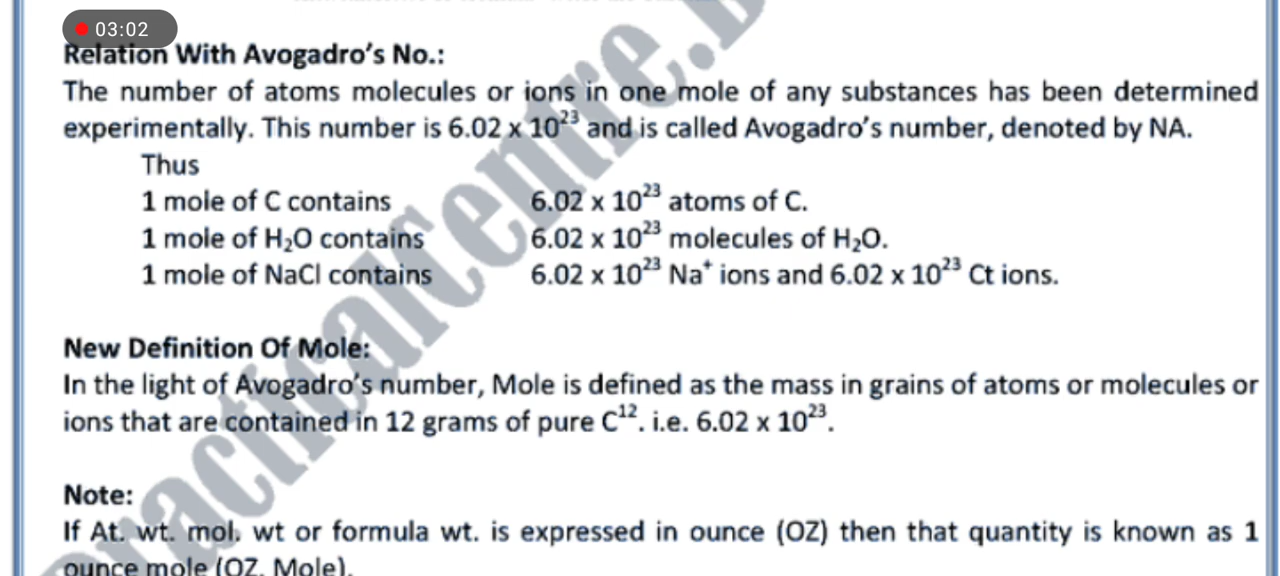 03:02
Relation With Avogadro's No.:
The number of atoms molecules or ions in one mole of any substances has been determined
experimentally. This number is 6.02 x 10²³ and is called Avogadro's number, denoted by NA.
Thus
1 mole of C contains 6.02 x 10²³ atoms of C.
1 mole of H₂O contains 6.02 x 10²³ molecules of H₂O.
1 mole of NaCl contains 6.02 x 10²³ Na⁺ ions and 6.02 x 10²³ Ct ions.
New Definition Of Mole:
In the light of Avogadro's number, Mole is defined as the mass in grains of atoms or molecules or
ions that are contained in 12 grams of pure C¹². i.e. 6.02 x 10²³.
Note:
If At. wt. mol. wt or formula wt. is expressed in ounce (OZ) then that quantity is known as 1
ounce mole (OZ. Mole).